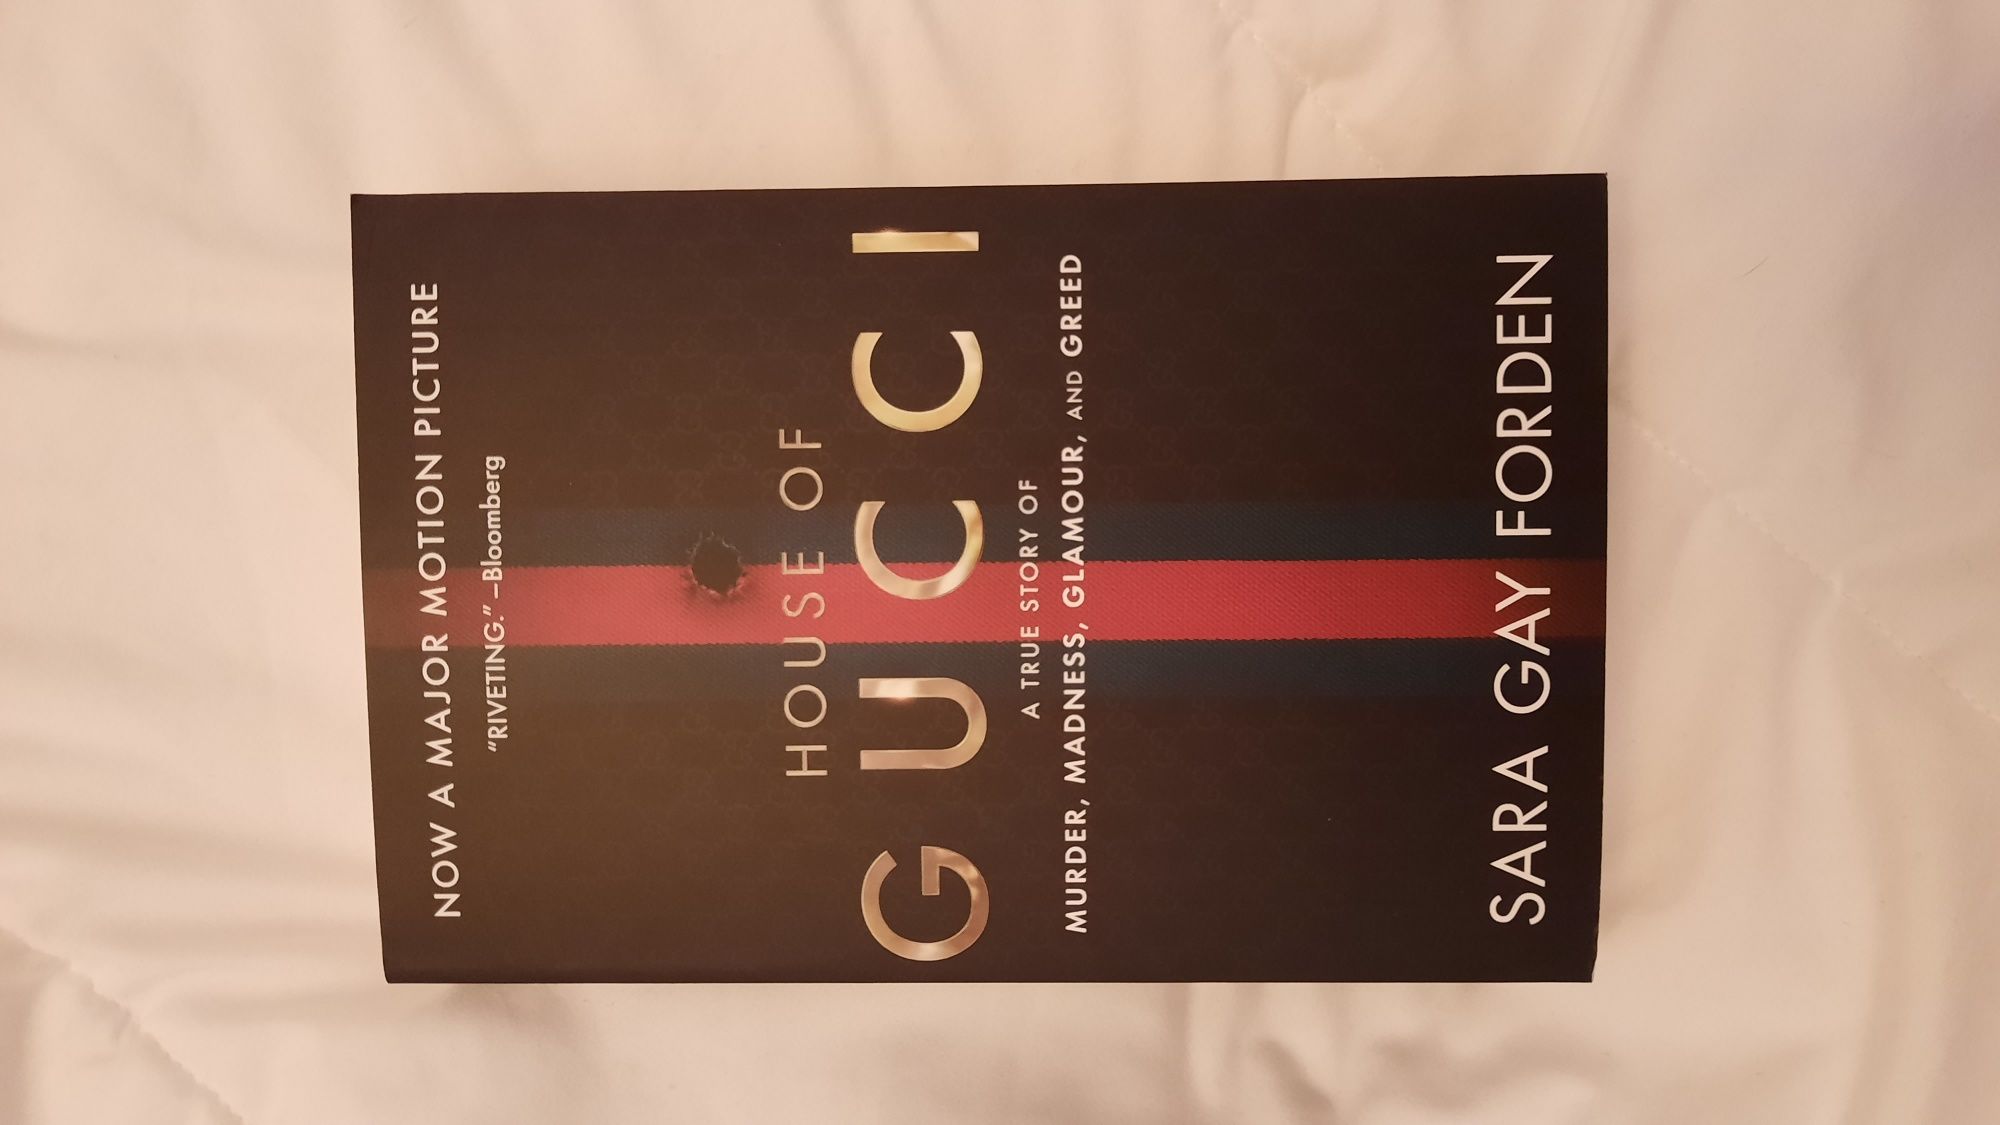 NOW A MAJOR MOTION PICTURE
"RIVETING." –Bloomberg
HOUSE OF
GUCCI
A TRUE STORY OF
MURDER, MADNESS, GLAMOUR, AND GREED
SARA GAY FORDEN